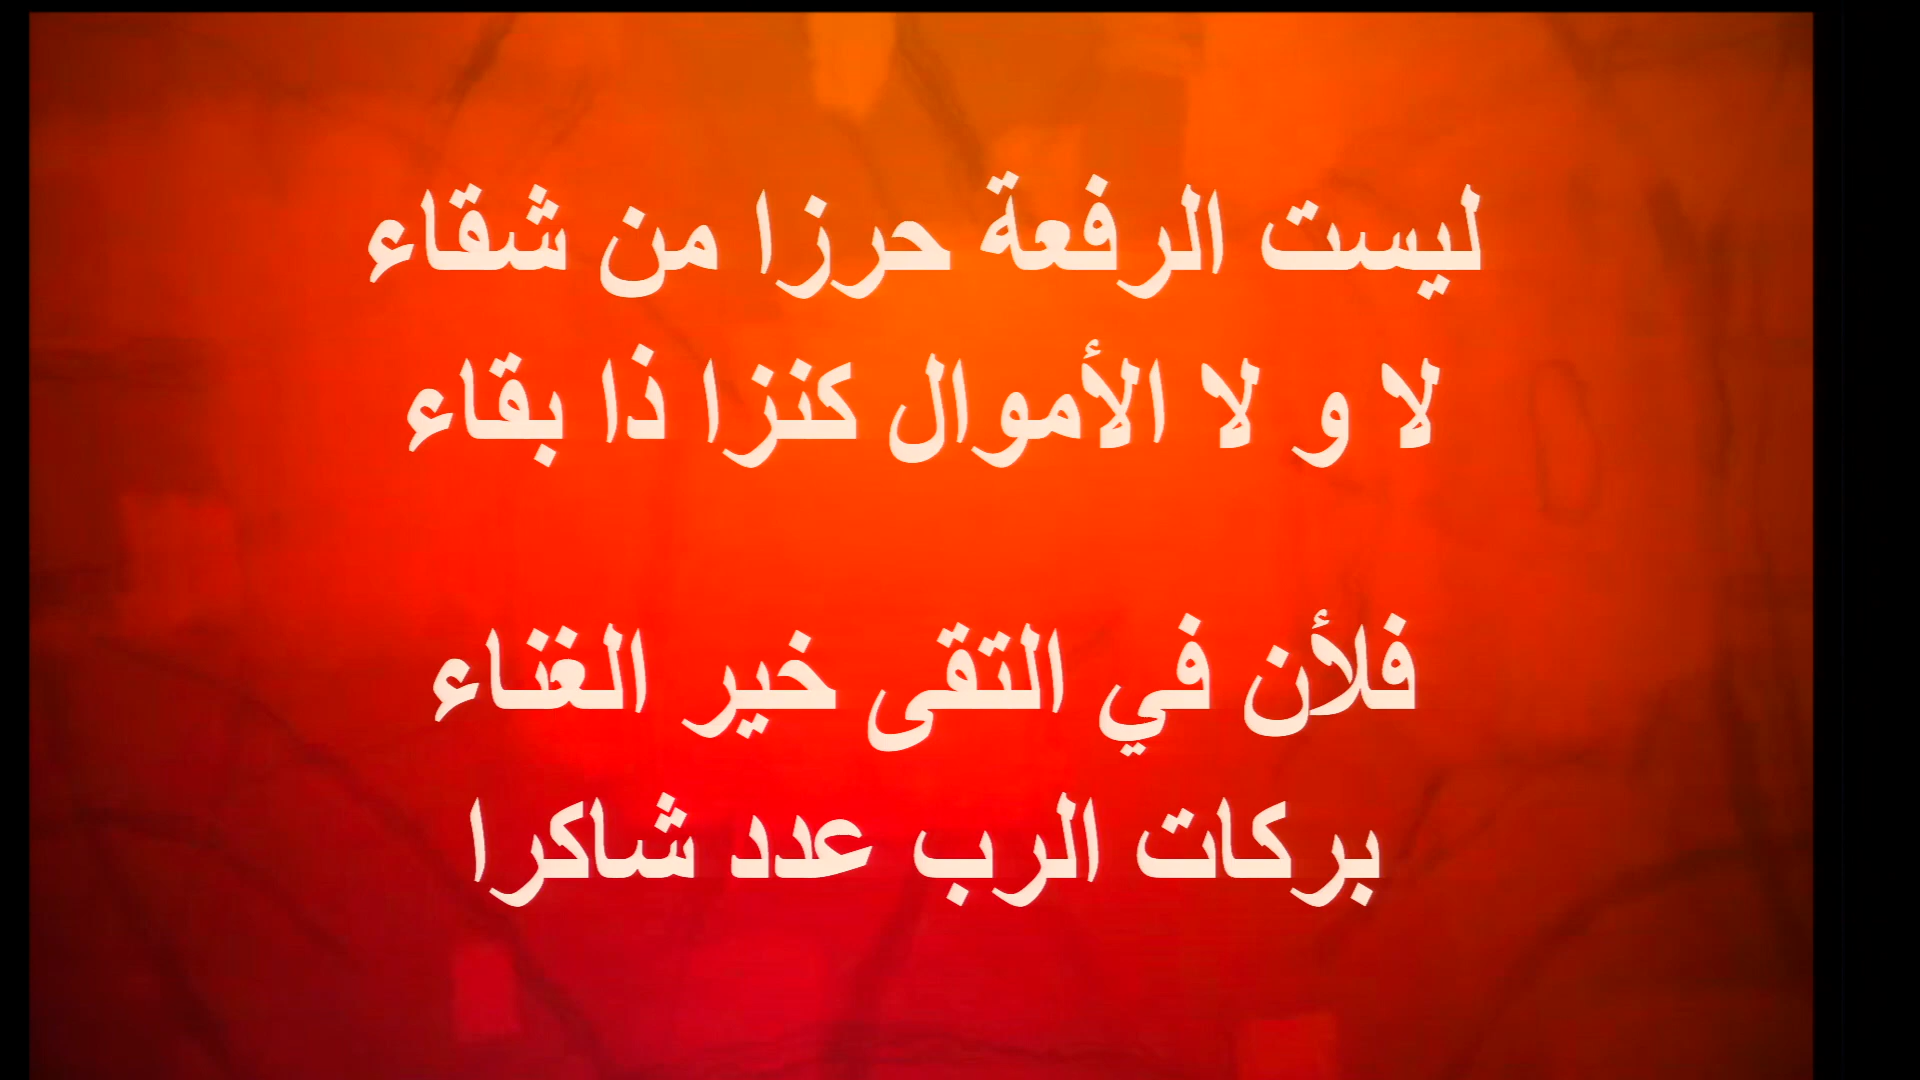 ليست الرفعة حرزا من شقاء
لا و لا الأموال كنزا ذا بقاء
فلأن في التقى خير الغناء
بركات الرب عدد شاكرا